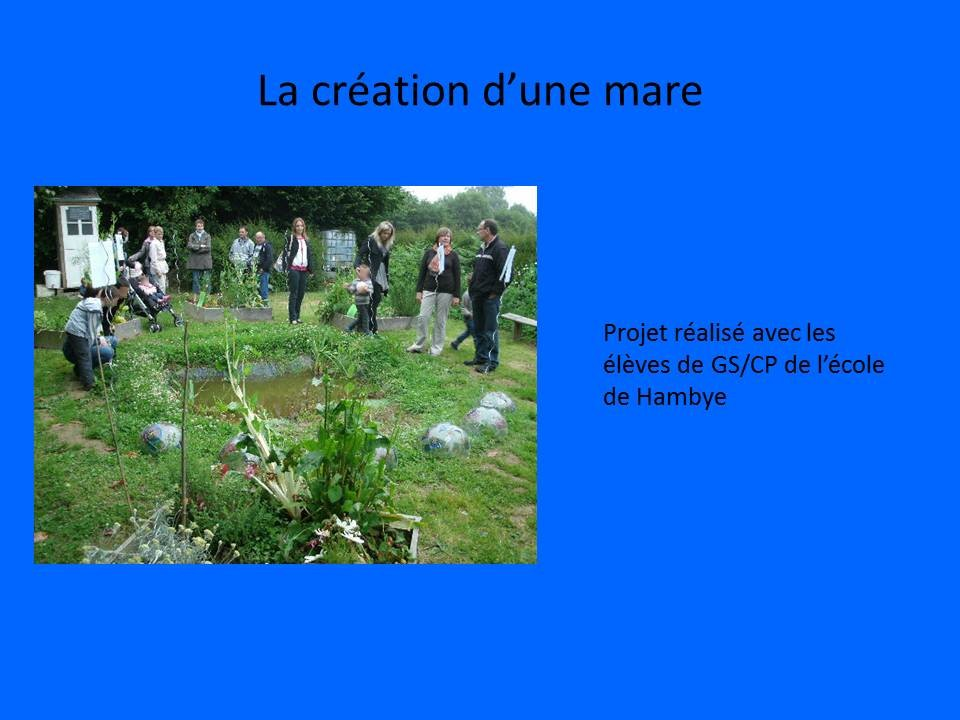 La création d’une mare
Projet réalisé avec les
élèves de GS/CP de l’école
de Hambye